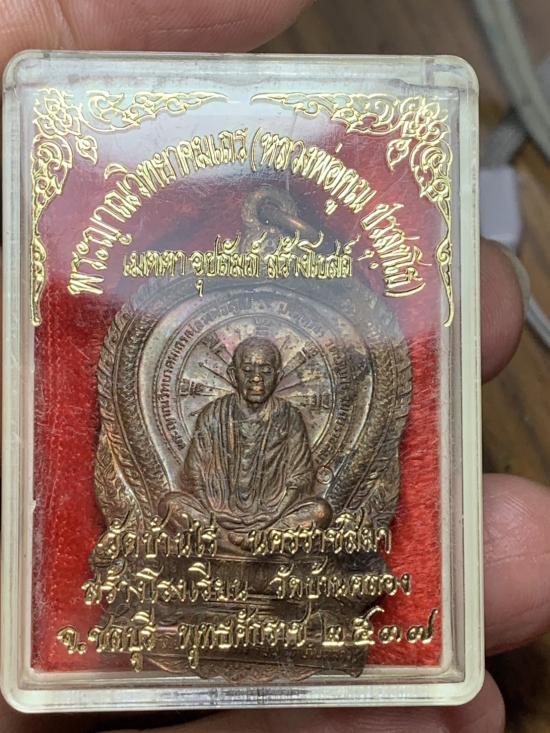 พระญาณวิทยาคมเถร (หลวงพ่อคูณ ปริสุทฺโธ)
เมตตา อุปถัมภ์ สร้างโบสถ์
วัดบ้านไร่ นครราชสีมา
สร้างโรงเรียน วัดบ้านคลอง
จ.ชลบุรี พุทธศักราช ๒๕๓๗